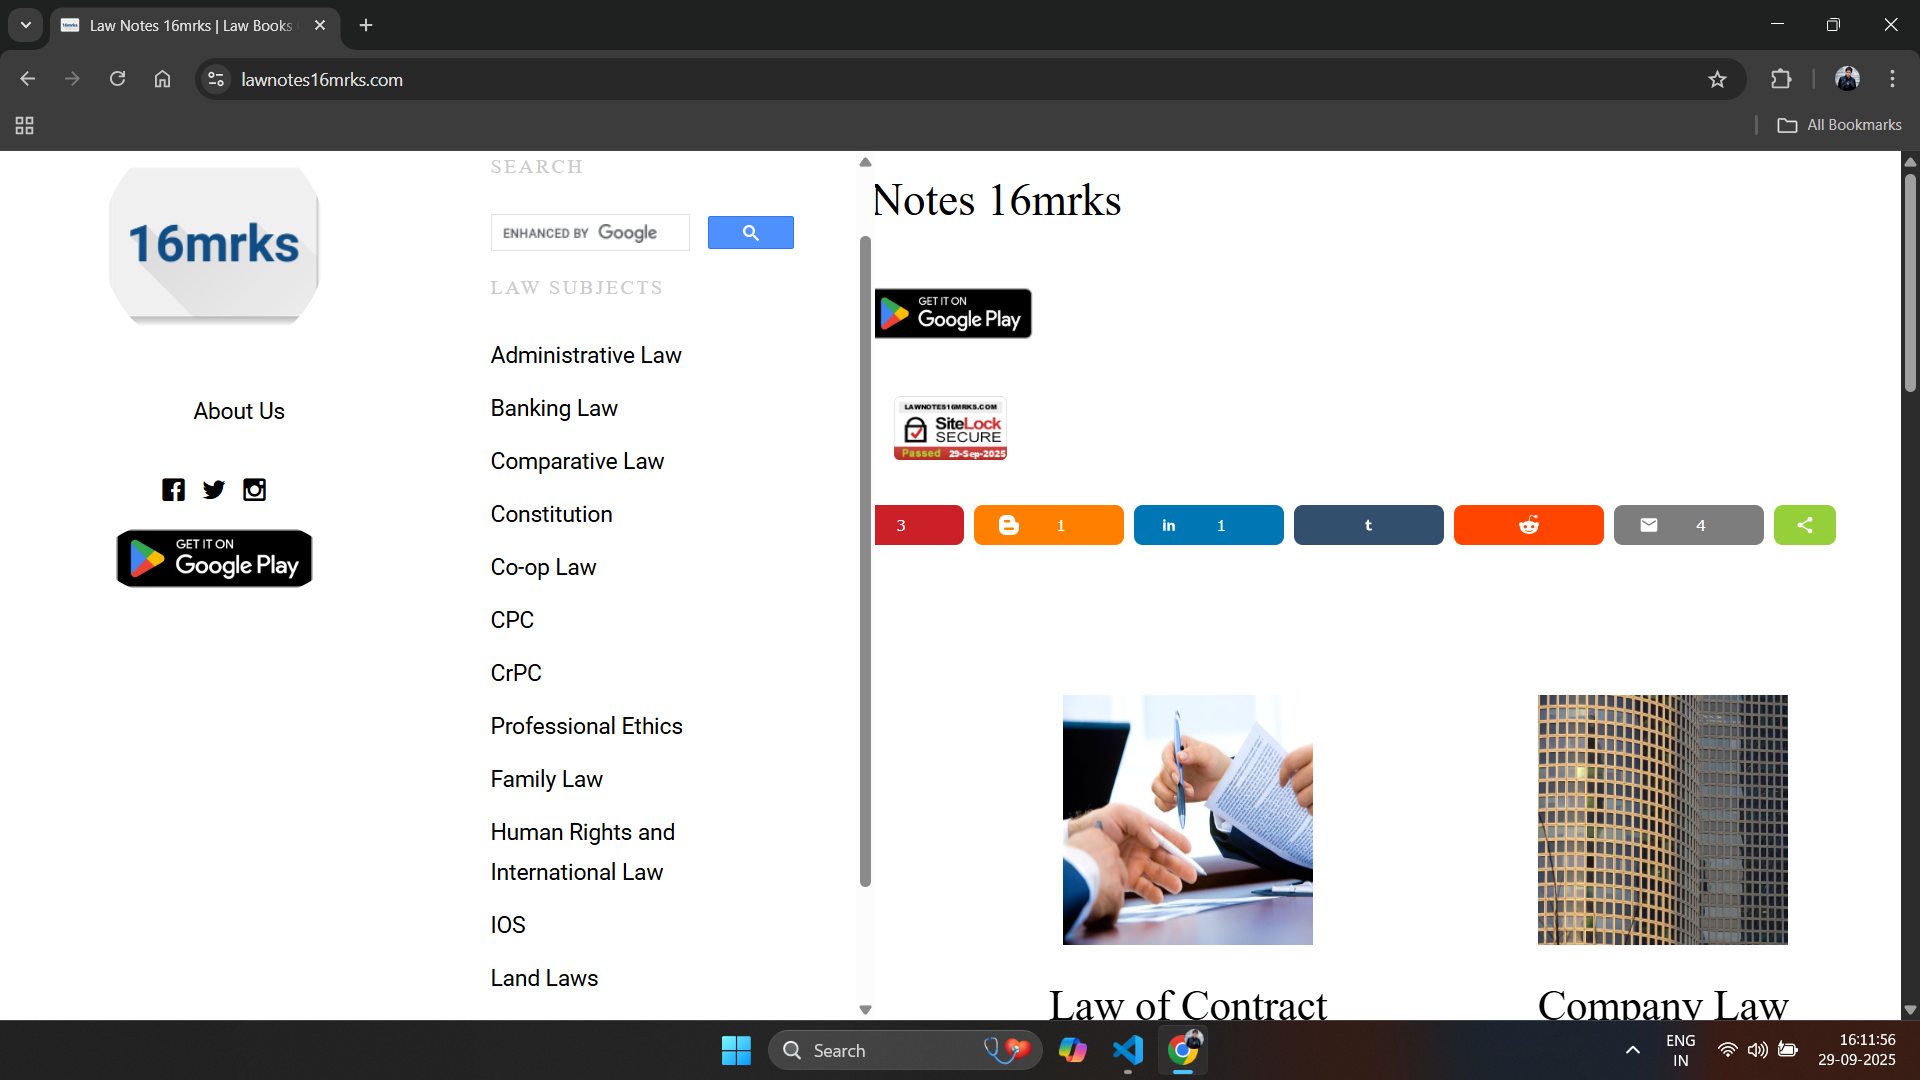 Law Notes 16mrks | Law Books
lawnotes16mrks.com
All Bookmarks
16mrks
About Us
GET IT ON
Google Play
SEARCH
ENHANCED BY Google
LAW SUBJECTS
Administrative Law
Banking Law
Comparative Law
Constitution
Co-op Law
CPC
CrPC
Professional Ethics
Family Law
Human Rights and
International Law
IOS
Land Laws
Notes 16mrks
GET IT ON
Google Play
LAWNOTES16MRKS.COM
SiteLock
SECURE
Passed 29-Sep-2025
3 1 in 1 t 4
Law of Contract
Company Law
Search
ENG
IN
16:11:56
29-09-2025